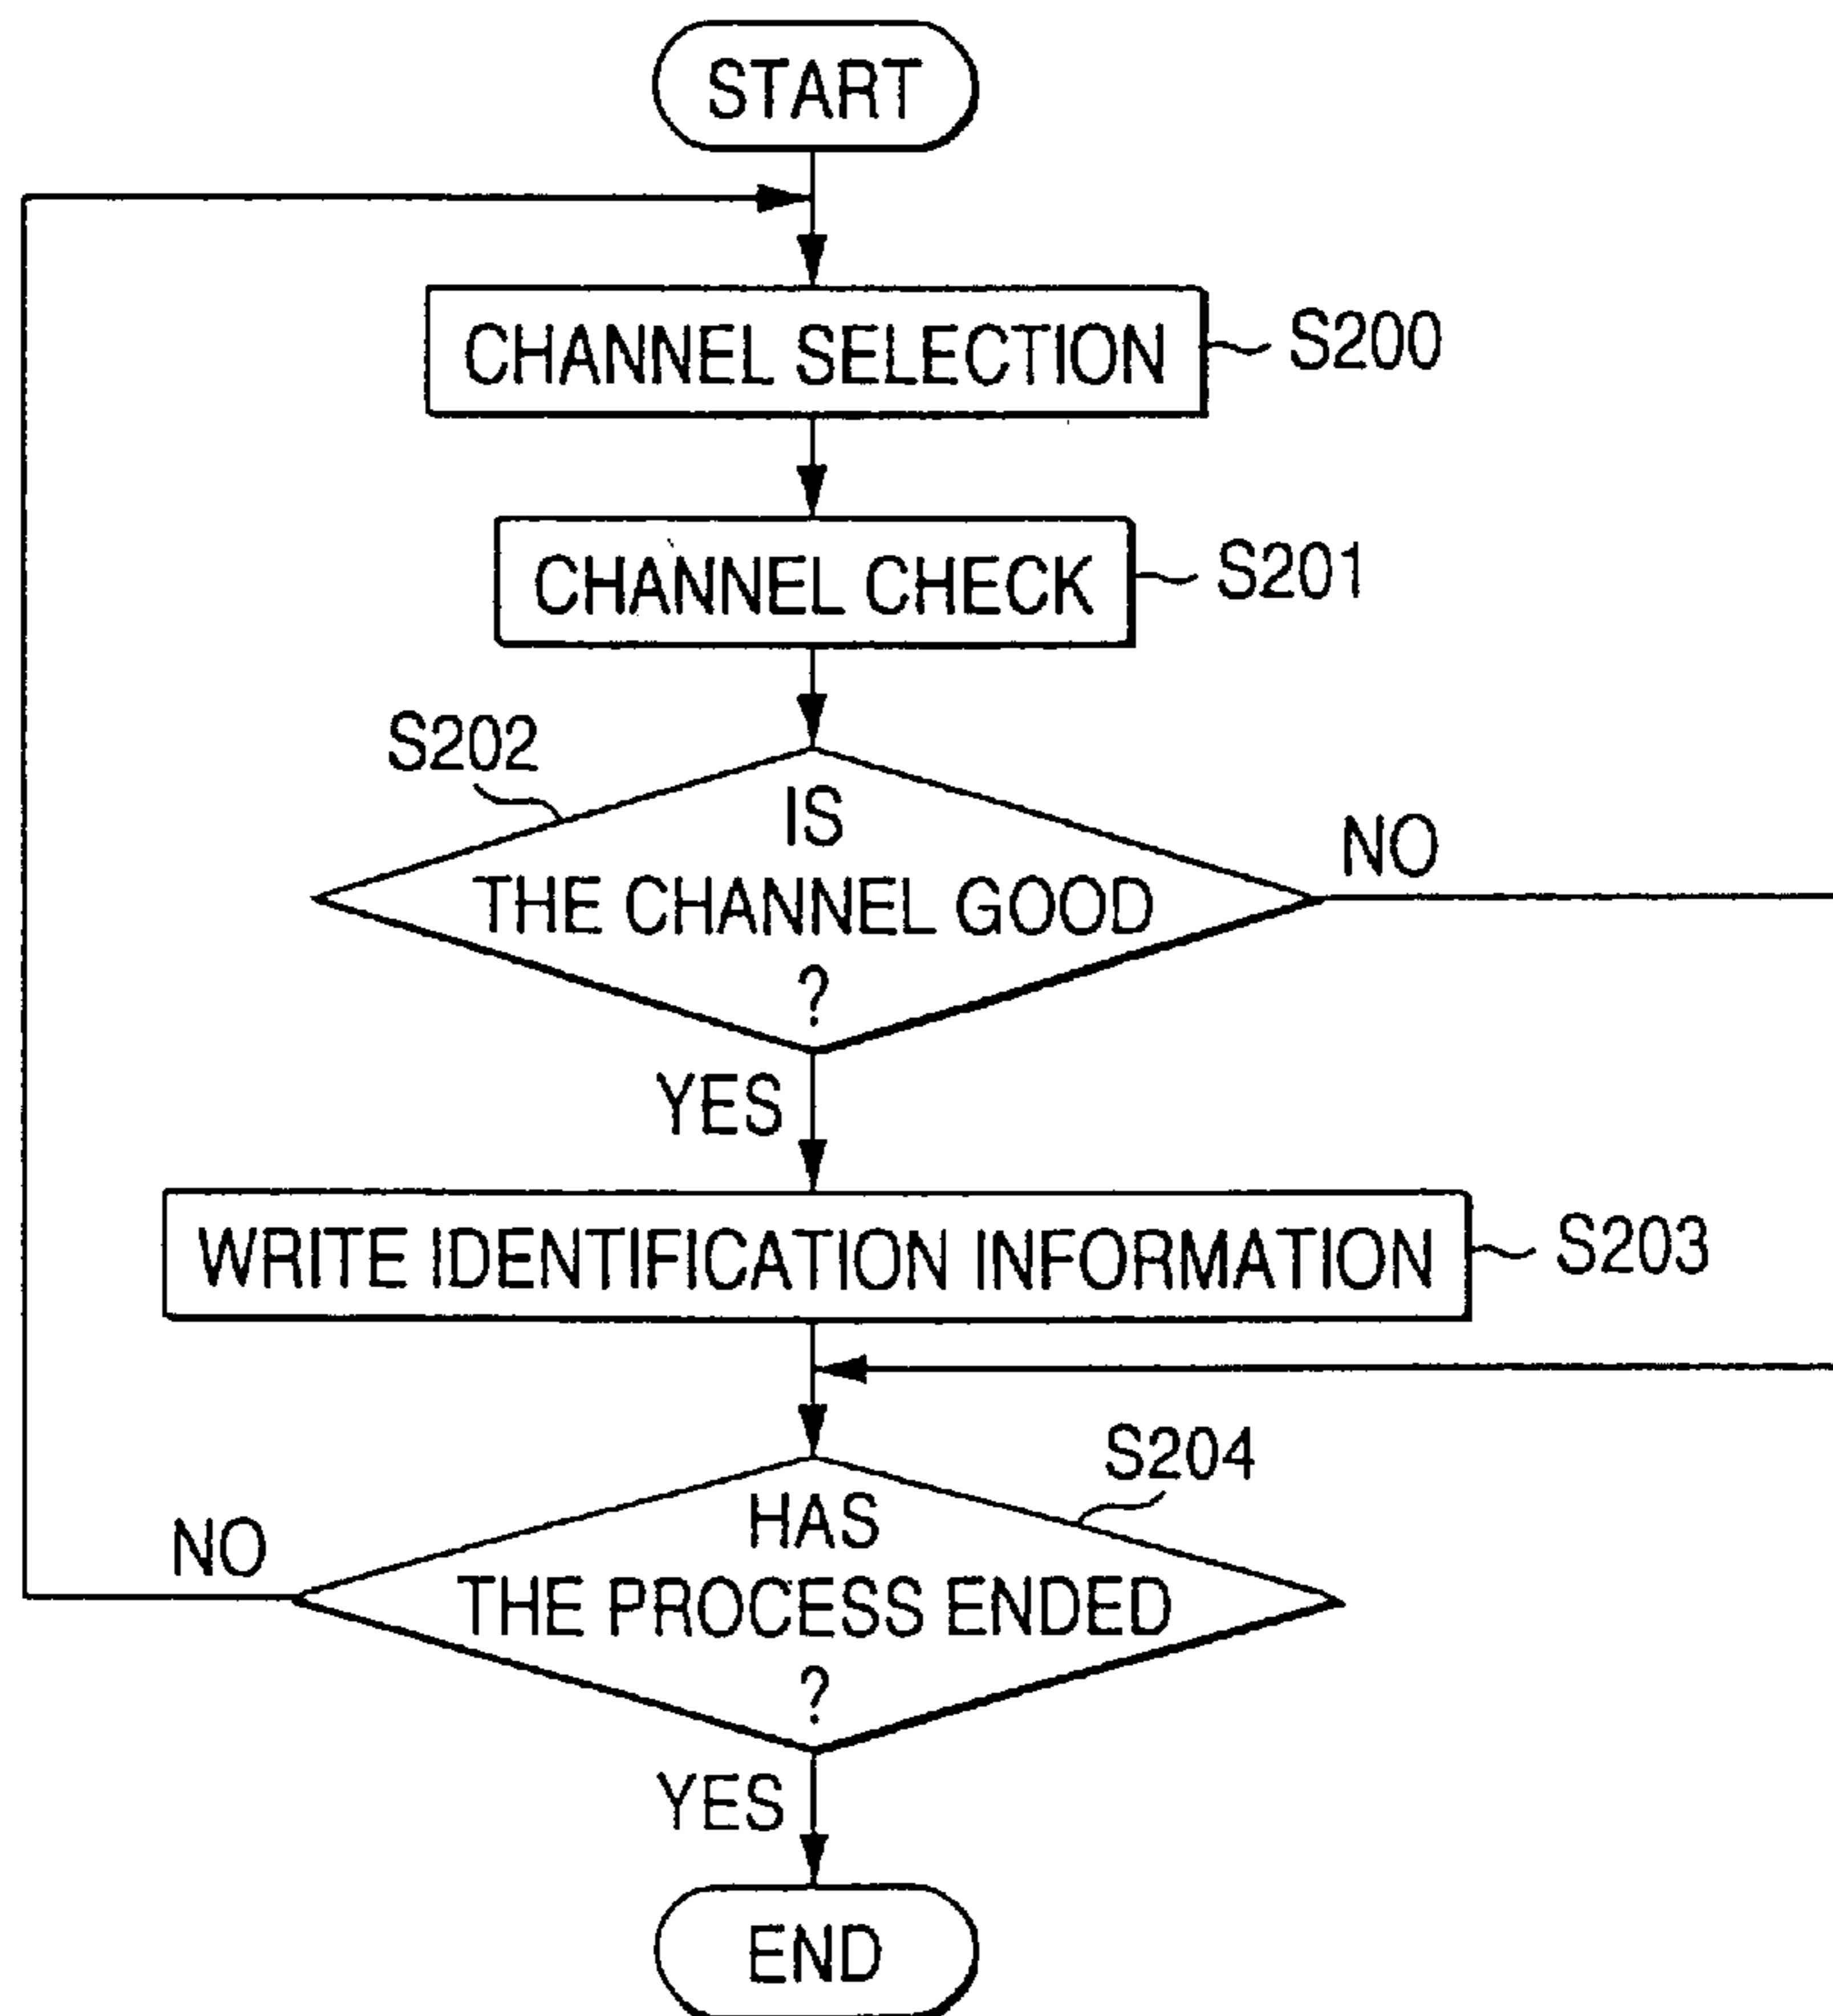 START
CHANNEL SELECTION
S200
CHANNEL CHECK
S201
S202
IS
THE CHANNEL GOOD
?
NO
YES
WRITE IDENTIFICATION INFORMATION
S203
S204
HAS
THE PROCESS ENDED
?
NO
YES
END